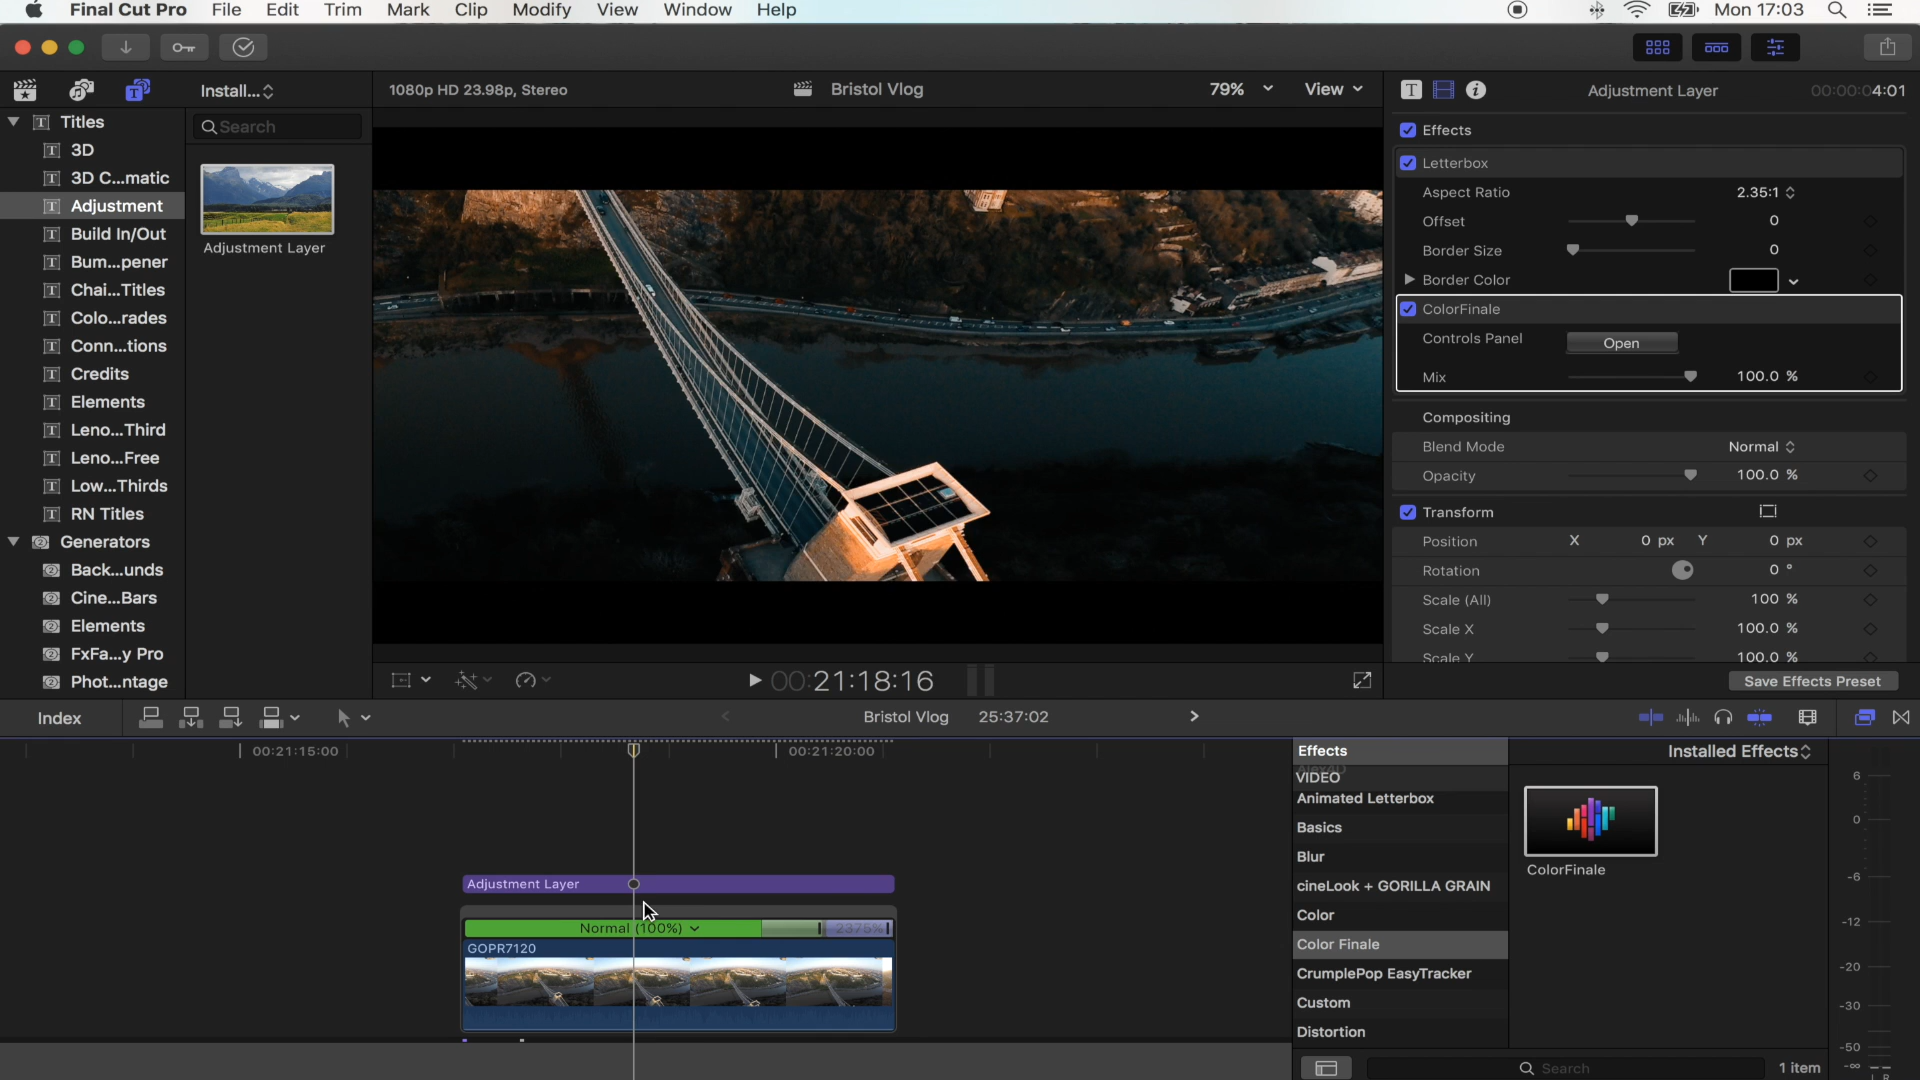 Final Cut Pro File Edit Trim Mark Clip Modify View Window Help Mon 17:03
Install... 1080p HD 23.98p, Stereo Bristol Vlog 79% View T i Adjustment Layer 00:00:04:01
Titles
Search
3D
3D C...matic
Adjustment
Build In/Out
Bum...pener
Chai...Titles
Colo...rades
Conn...tions
Credits
Elements
Leno...Third
Leno...Free
Low...Thirds
RN Titles
Generators
Back...unds
Cine...Bars
Elements
FxFa...y Pro
Phot...ntage
Adjustment Layer
Effects
Letterbox
Aspect Ratio 2.35:1
Offset 0
Border Size 0
Border Color
ColorFinale
Controls Panel Open
Mix 100.0 %
Compositing
Blend Mode Normal
Opacity 100.0 %
Transform
Position X 0 px Y 0 px
Rotation 0 °
Scale (All) 100 %
Scale X 100.0 %
Scale Y 100.0 %
Save Effects Preset
00:21:18:16
Index Bristol Vlog 25:37:02
00:21:15:00 00:21:20:00
Adjustment Layer
Normal (100%) 2375%
GOPR7120
Effects Installed Effects
VIDEO
Animated Letterbox
Basics
Blur
cineLook + GORILLA GRAIN
Color
Color Finale
CrumplePop EasyTracker
Custom
Distortion
ColorFinale
Search 1 item
6
0
-6
-12
-20
-30
-50
-∞
L R